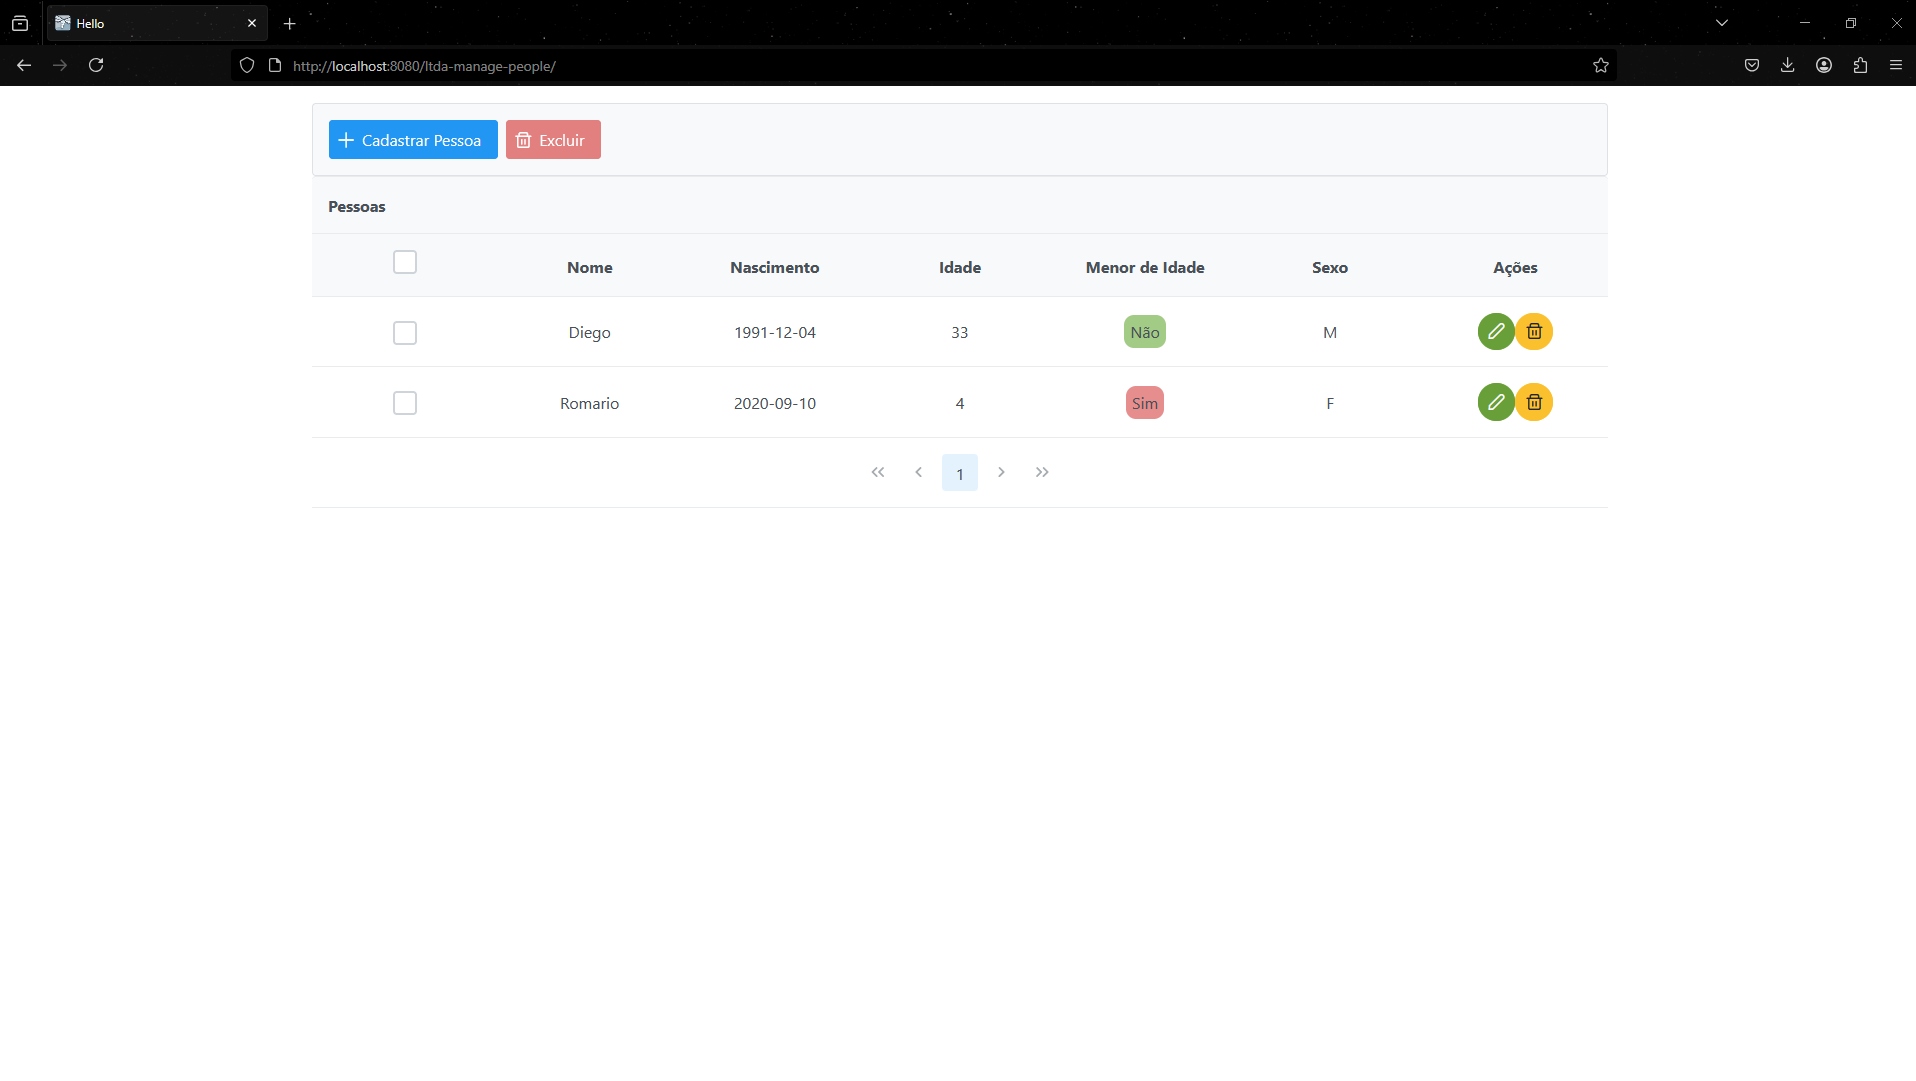 Hello
http://localhost:8080/ltda-manage-people/
Cadastrar Pessoa Excluir
Pessoas
Nome Nascimento Idade Menor de Idade Sexo Ações
Diego 1991-12-04 33 Não M
Romario 2020-09-10 4 Sim F
1